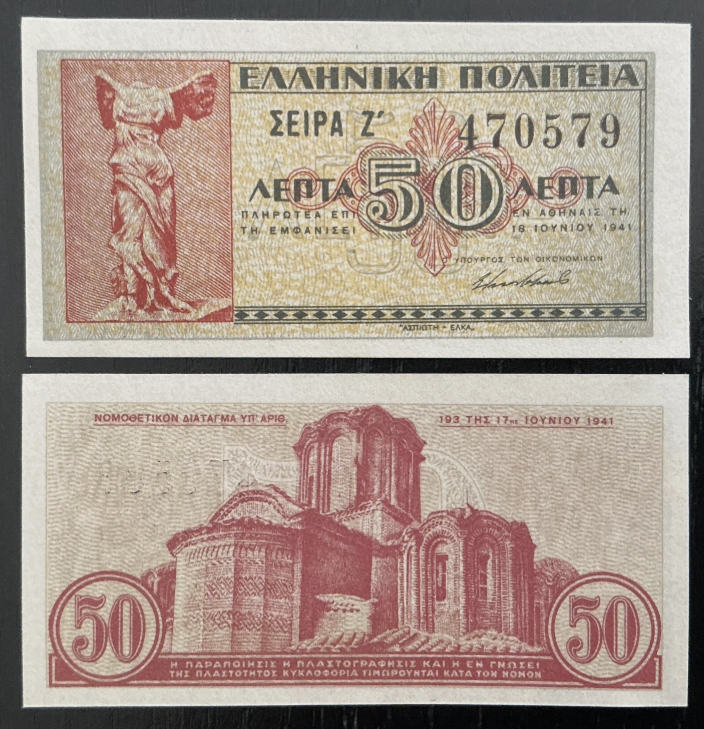 ΕΛΛΗΝΙΚΗ ΠΟΛΙΤΕΙΑ
ΣΕΙΡΑ Ζ´ 470579
ΛΕΠΤΑ 50 ΛΕΠΤΑ
ΠΛΗΡΩΤΕΑ ΕΠΙ ΕΝ ΑΘΗΝΑΙΣ ΤΗ
ΤΗ ΕΜΦΑΝΙΣΕΙ 18 ΙΟΥΝΙΟΥ 1941
Ο ΥΠΟΥΡΓΟΣ ΤΩΝ ΟΙΚΟΝΟΜΙΚΩΝ
"ΑΣΠΙΩΤΗ - ΕΛΚΑ„
ΝΟΜΟΘΕΤΙΚΟΝ ΔΙΑΤΑΓΜΑ ΥΠ' ΑΡΙΘ. 193 ΤΗΣ 17ης ΙΟΥΝΙΟΥ 1941
50 50
Η ΠΑΡΑΠΟΙΗΣΙΣ Η ΠΛΑΣΤΟΓΡΑΦΗΣΙΣ ΚΑΙ Η ΕΝ ΓΝΩΣΕΙ
ΤΗΣ ΠΛΑΣΤΟΤΗΤΟΣ ΚΥΚΛΟΦΟΡΙΑ ΤΙΜΩΡΟΥΝΤΑΙ ΚΑΤΑ ΤΟΝ ΝΟΜΟΝ